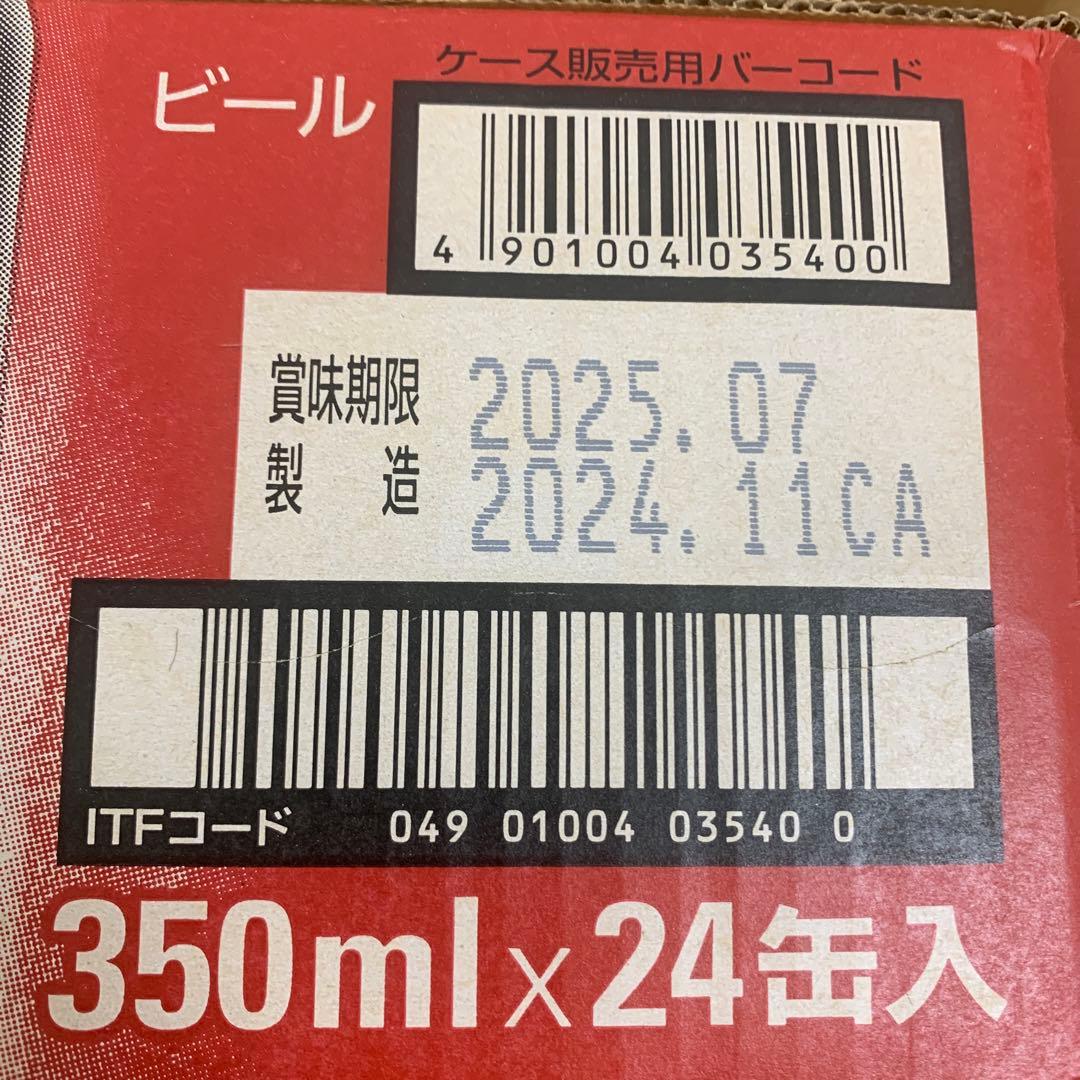 ケース販売用バーコード
ビール
4 901004 035400
賞味期限 2025.07
製造 2024.11CA
ITFコード 049 01004 03540 0
350ml×24缶入